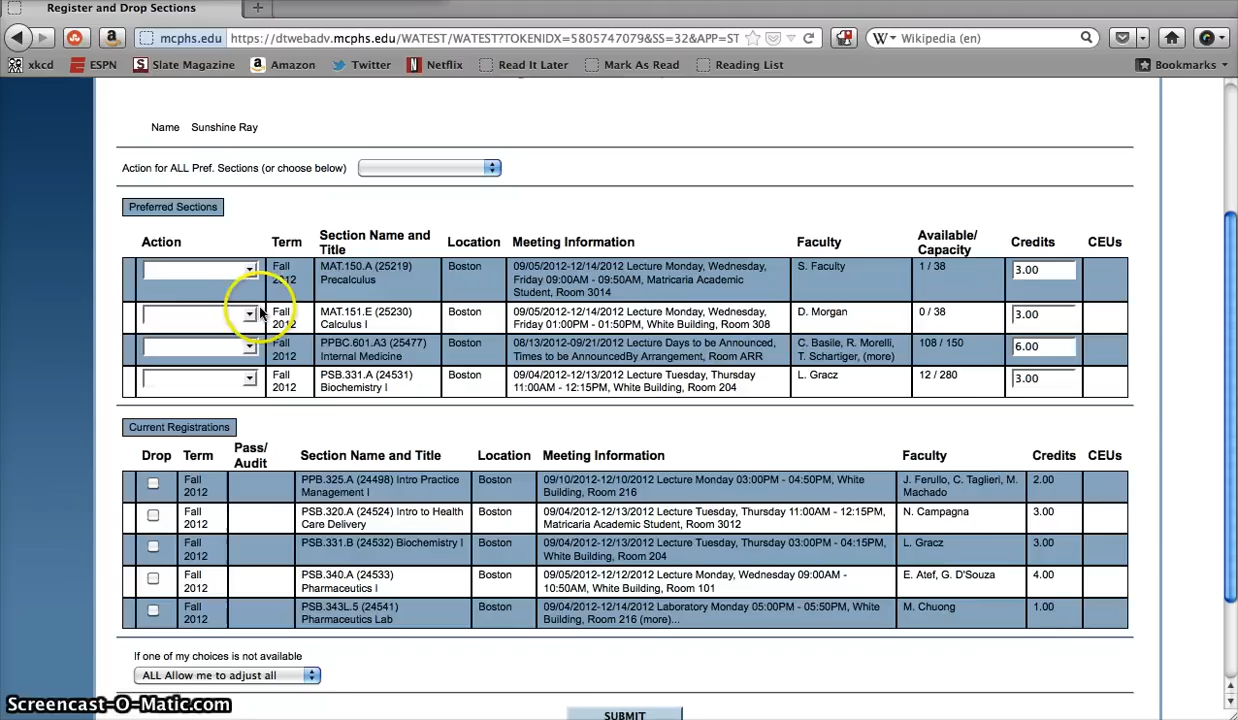 Register and Drop Sections
mcphs.edu https://dtwebadv.mcphs.edu/WATEST/WATEST?TOKENIDX=5805747079&SS=32&APP=ST W Wikipedia (en)
xkcd ESPN Slate Magazine Amazon Twitter Netflix Read It Later Mark As Read Reading List Bookmarks
Name Sunshine Ray
Action for ALL Pref. Sections (or choose below)
Preferred Sections
Action Term Section Name and Title Location Meeting Information Faculty Available/ Capacity Credits CEUs
Fall 2012 MAT.150.A (25219) Precalculus Boston 09/05/2012-12/14/2012 Lecture Monday, Wednesday, Friday 09:00AM - 09:50AM, Matricaria Academic Student, Room 3014 S. Faculty 1 / 38 3.00
Fall 2012 MAT.151.E (25230) Calculus I Boston 09/05/2012-12/14/2012 Lecture Monday, Wednesday, Friday 01:00PM - 01:50PM, White Building, Room 308 D. Morgan 0 / 38 3.00
Fall 2012 PPBC.601.A3 (25477) Internal Medicine Boston 08/13/2012-09/21/2012 Lecture Days to be Announced, Times to be AnnouncedBy Arrangement, Room ARR C. Basile, R. Morelli, T. Schartiger, (more) 108 / 150 6.00
Fall 2012 PSB.331.A (24531) Biochemistry I Boston 09/04/2012-12/13/2012 Lecture Tuesday, Thursday 11:00AM - 12:15PM, White Building, Room 204 L. Gracz 12 / 280 3.00
Current Registrations
Drop Term Pass/ Audit Section Name and Title Location Meeting Information Faculty Credits CEUs
Fall 2012 PPB.325.A (24498) Intro Practice Management I Boston 09/10/2012-12/10/2012 Lecture Monday 03:00PM - 04:50PM, White Building, Room 216 J. Ferullo, C. Taglieri, M. Machado 2.00
Fall 2012 PSB.320.A (24524) Intro to Health Care Delivery Boston 09/04/2012-12/13/2012 Lecture Tuesday, Thursday 11:00AM - 12:15PM, Matricaria Academic Student, Room 3012 N. Campagna 3.00
Fall 2012 PSB.331.B (24532) Biochemistry I Boston 09/04/2012-12/13/2012 Lecture Tuesday, Thursday 03:00PM - 04:15PM, White Building, Room 204 L. Gracz 3.00
Fall 2012 PSB.340.A (24533) Pharmaceutics I Boston 09/05/2012-12/12/2012 Lecture Monday, Wednesday 09:00AM - 10:50AM, White Building, Room 101 E. Atef, G. D'Souza 4.00
Fall 2012 PSB.343L.5 (24541) Pharmaceutics Lab Boston 09/04/2012-12/14/2012 Laboratory Monday 05:00PM - 05:50PM, White Building, Room 216 (more)... M. Chuong 1.00
If one of my choices is not available
ALL Allow me to adjust all
SUBMIT
Screencast-O-Matic.com